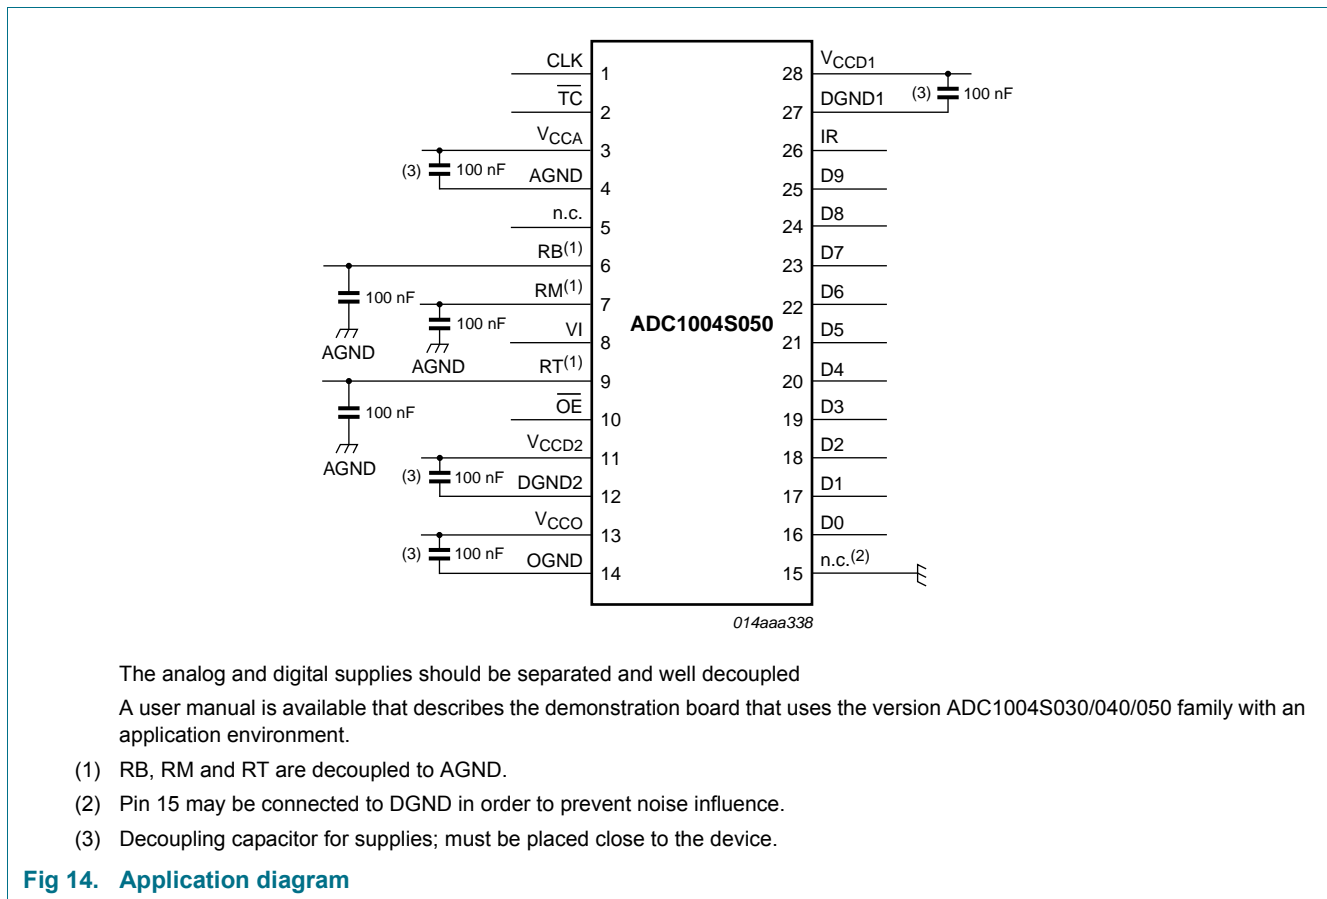 CLK 1
TC 2
VCCA 3
(3) 100 nF
AGND 4
n.c. 5
RB(1) 6
100 nF
AGND
RM(1) 7
100 nF
AGND
VI 8
RT(1) 9
100 nF
AGND
OE 10
VCCD2 11
(3) 100 nF
DGND2 12
VCCO 13
(3) 100 nF
OGND 14
ADC1004S050
28 VCCD1
(3) 100 nF
27 DGND1
26 IR
25 D9
24 D8
23 D7
22 D6
21 D5
20 D4
19 D3
18 D2
17 D1
16 D0
15 n.c.(2)
014aaa338
The analog and digital supplies should be separated and well decoupled
A user manual is available that describes the demonstration board that uses the version ADC1004S030/040/050 family with an
application environment.
(1) RB, RM and RT are decoupled to AGND.
(2) Pin 15 may be connected to DGND in order to prevent noise influence.
(3) Decoupling capacitor for supplies; must be placed close to the device.
Fig 14. Application diagram